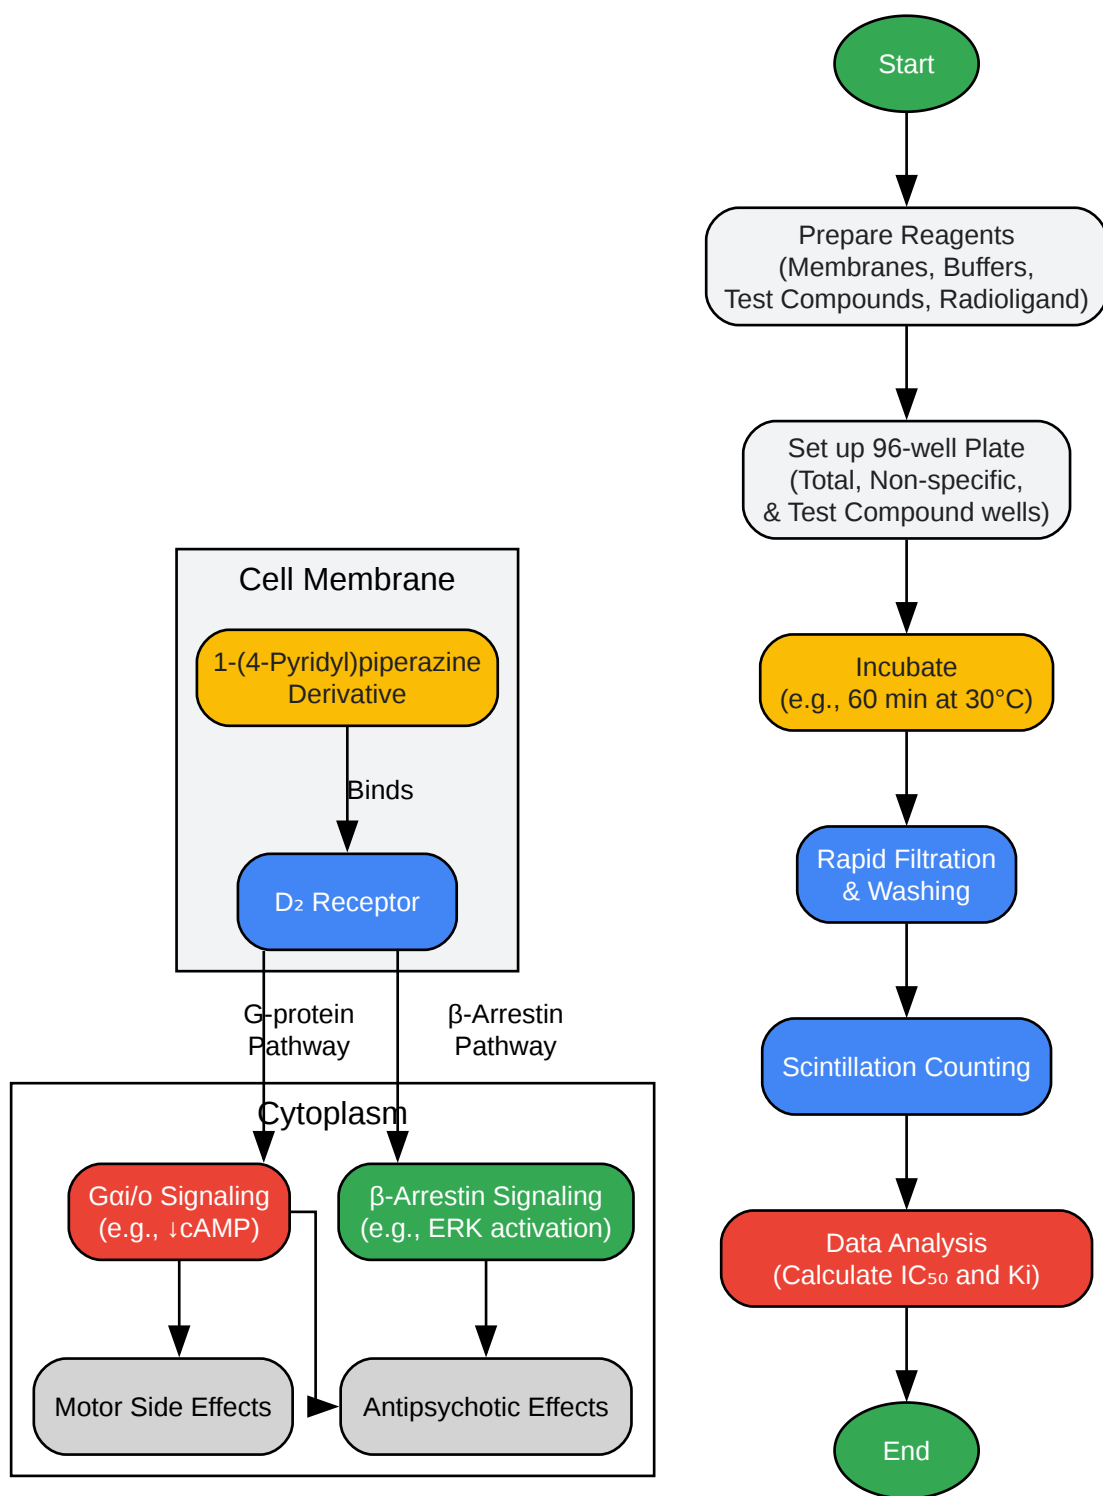 Cell Membrane
1-(4-Pyridyl)piperazine
Derivative
Binds
D₂ Receptor
G-protein
Pathway
β-Arrestin
Pathway
Cytoplasm
Gαi/o Signaling
(e.g., ↓cAMP)
β-Arrestin Signaling
(e.g., ERK activation)
Motor Side Effects
Antipsychotic Effects
Start
Prepare Reagents
(Membranes, Buffers,
Test Compounds, Radioligand)
Set up 96-well Plate
(Total, Non-specific,
& Test Compound wells)
Incubate
(e.g., 60 min at 30°C)
Rapid Filtration
& Washing
Scintillation Counting
Data Analysis
(Calculate IC₅₀ and Ki)
End